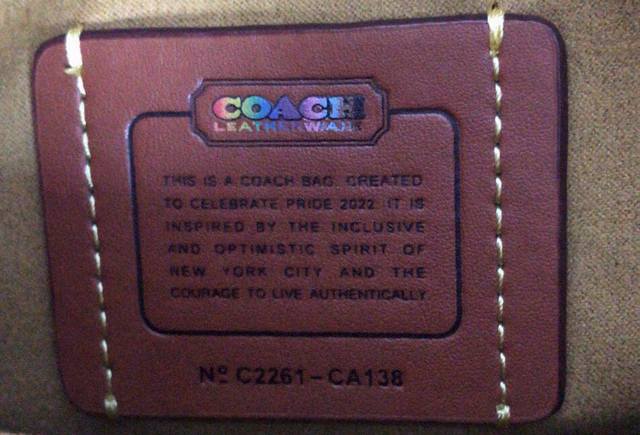 COACH
LEATHERWARE
THIS IS A COACH BAG. CREATED
TO CELEBRATE PRIDE 2022. IT IS
INSPIRED BY THE INCLUSIVE
AND OPTIMISTIC SPIRIT OF
NEW YORK CITY AND THE
COURAGE TO LIVE AUTHENTICALLY.
Nº C2261-CA138